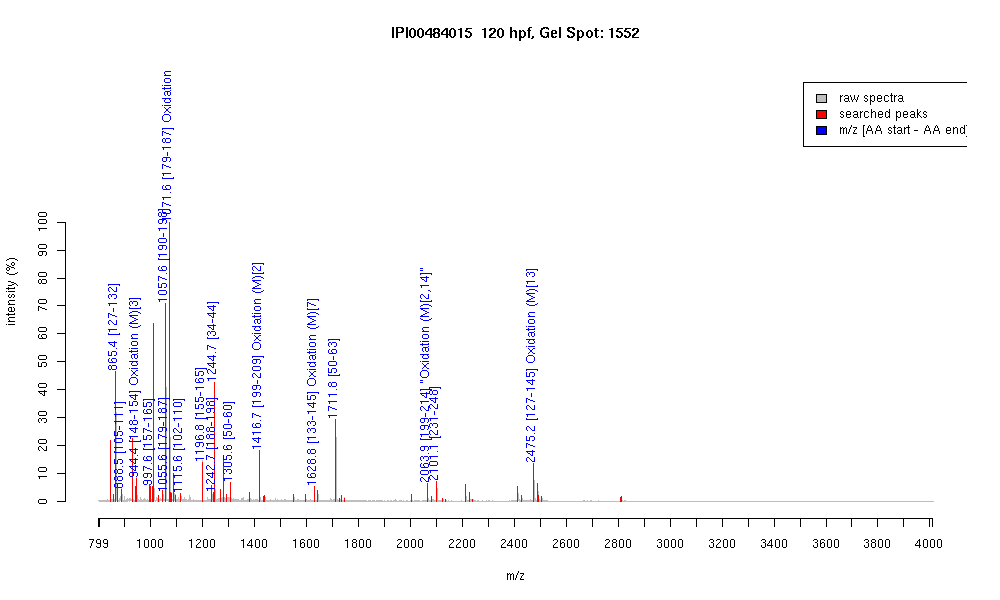 IPI00484015 120 hpf, Gel Spot: 1552
raw spectra
searched peaks
m/z [AA start - AA end]
intensity (%)
100
90
80
70
60
50
40
30
20
10
0
865.4 [127-132]
888.5 [105-111]
944.4 [148-154] Oxidation (M)[3]
997.6 [157-165]
1055.6 [179-187]
1057.6 [190-198]
1071.6 [179-187] Oxidation
1115.6 [102-110]
1196.8 [155-165]
1242.7 [188-198]
1244.7 [34-44]
1305.6 [50-60]
1416.7 [199-209] Oxidation (M)[2]
1628.8 [133-145] Oxidation (M)[7]
1711.8 [50-63]
2063.9 [199-214] "Oxidation (M)[2,14]"
2101.1 [231-248]
2475.2 [127-145] Oxidation (M)[13]
799 1000 1200 1400 1600 1800 2000 2200 2400 2600 2800 3000 3200 3400 3600 3800 4000
m/z